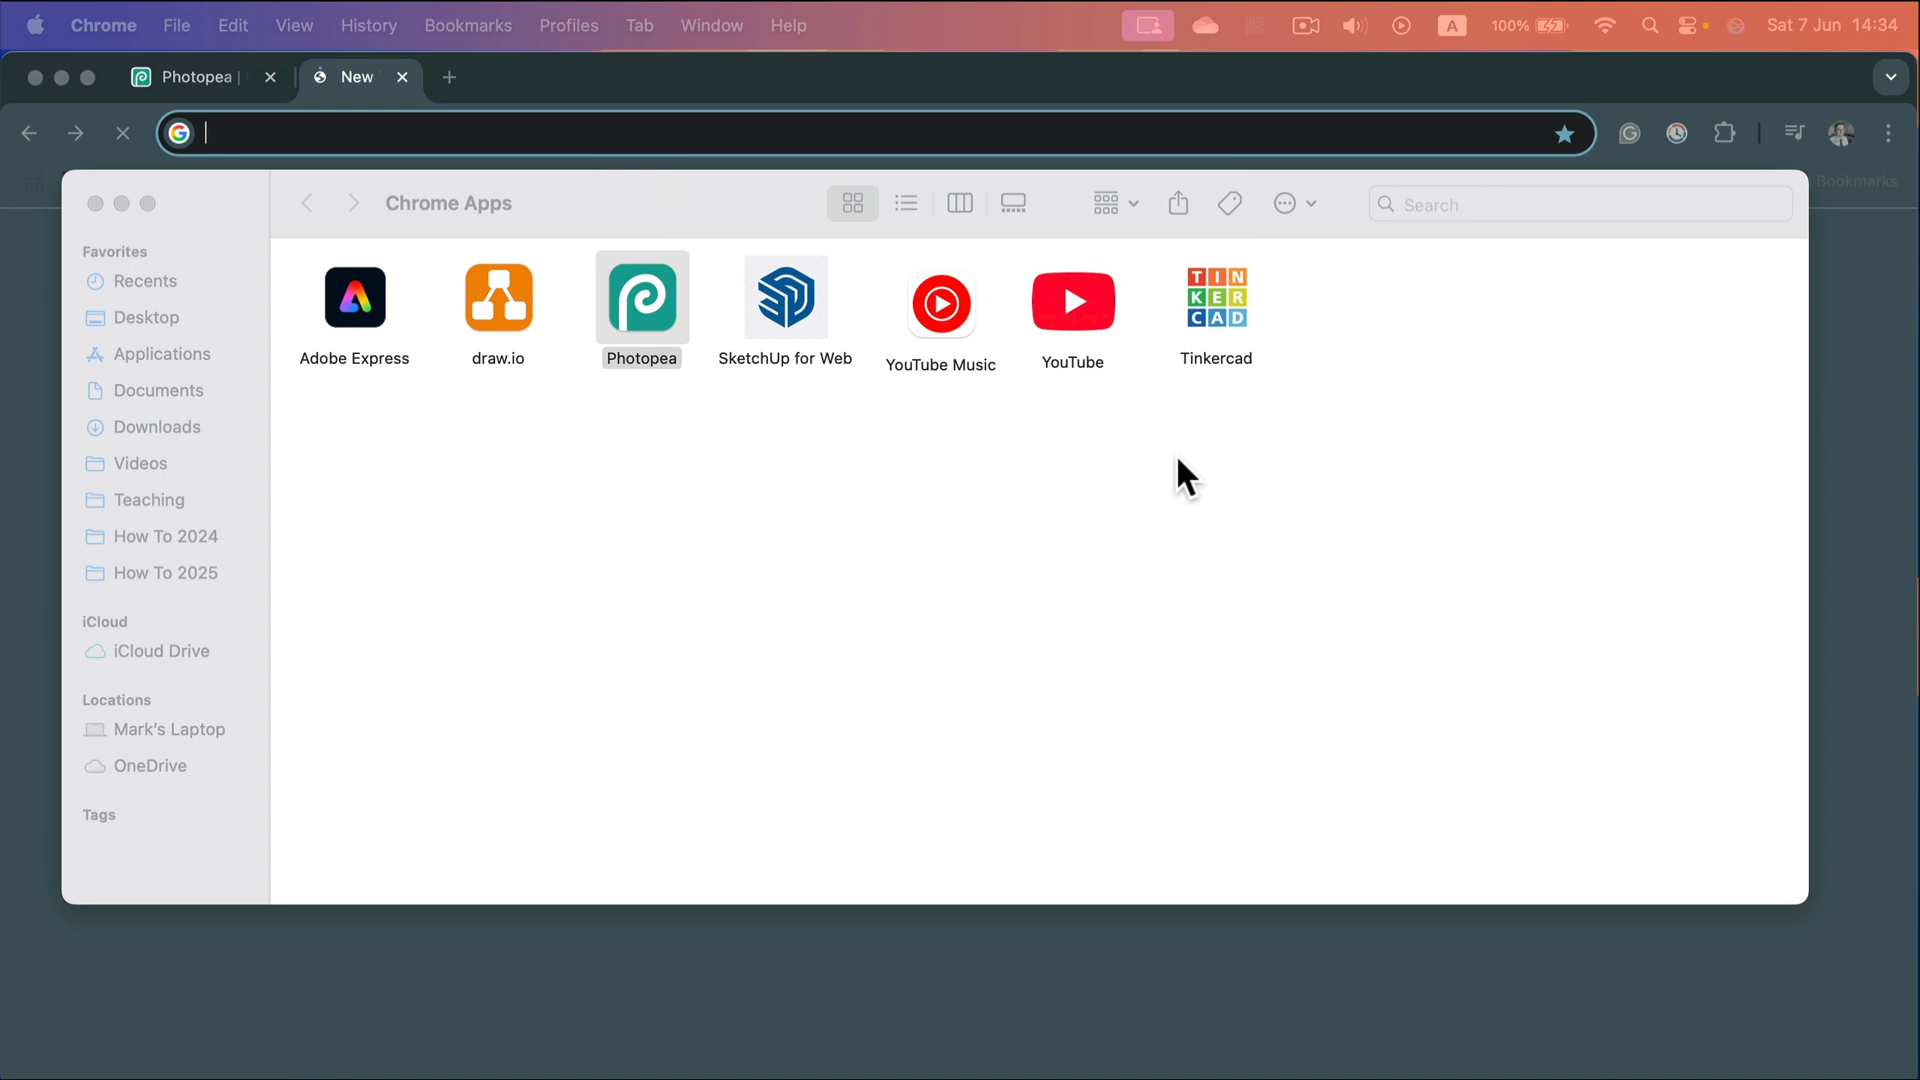 Chrome File Edit View History Bookmarks Profiles Tab Window Help A 100% Sat 7 Jun 14:34
Photopea | New
Bookmarks
Chrome Apps Search
Favorites
Recents
Desktop
Applications
Documents
Downloads
Videos
Teaching
How To 2024
How To 2025
iCloud
iCloud Drive
Locations
Mark's Laptop
OneDrive
Tags
TIN
KER
CAD
Adobe Express draw.io Photopea SketchUp for Web YouTube Music YouTube Tinkercad